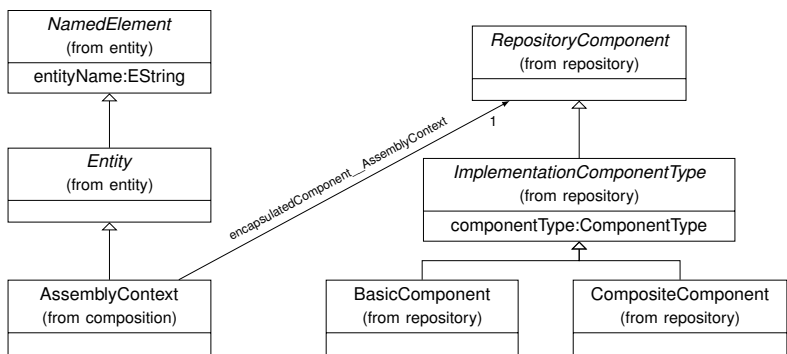 NamedElement
(from entity)
entityName:EString
RepositoryComponent
(from repository)
encapsulatedComponent__AssemblyContext
1
Entity
(from entity)
ImplementationComponentType
(from repository)
componentType:ComponentType
AssemblyContext
(from composition)
BasicComponent
(from repository)
CompositeComponent
(from repository)